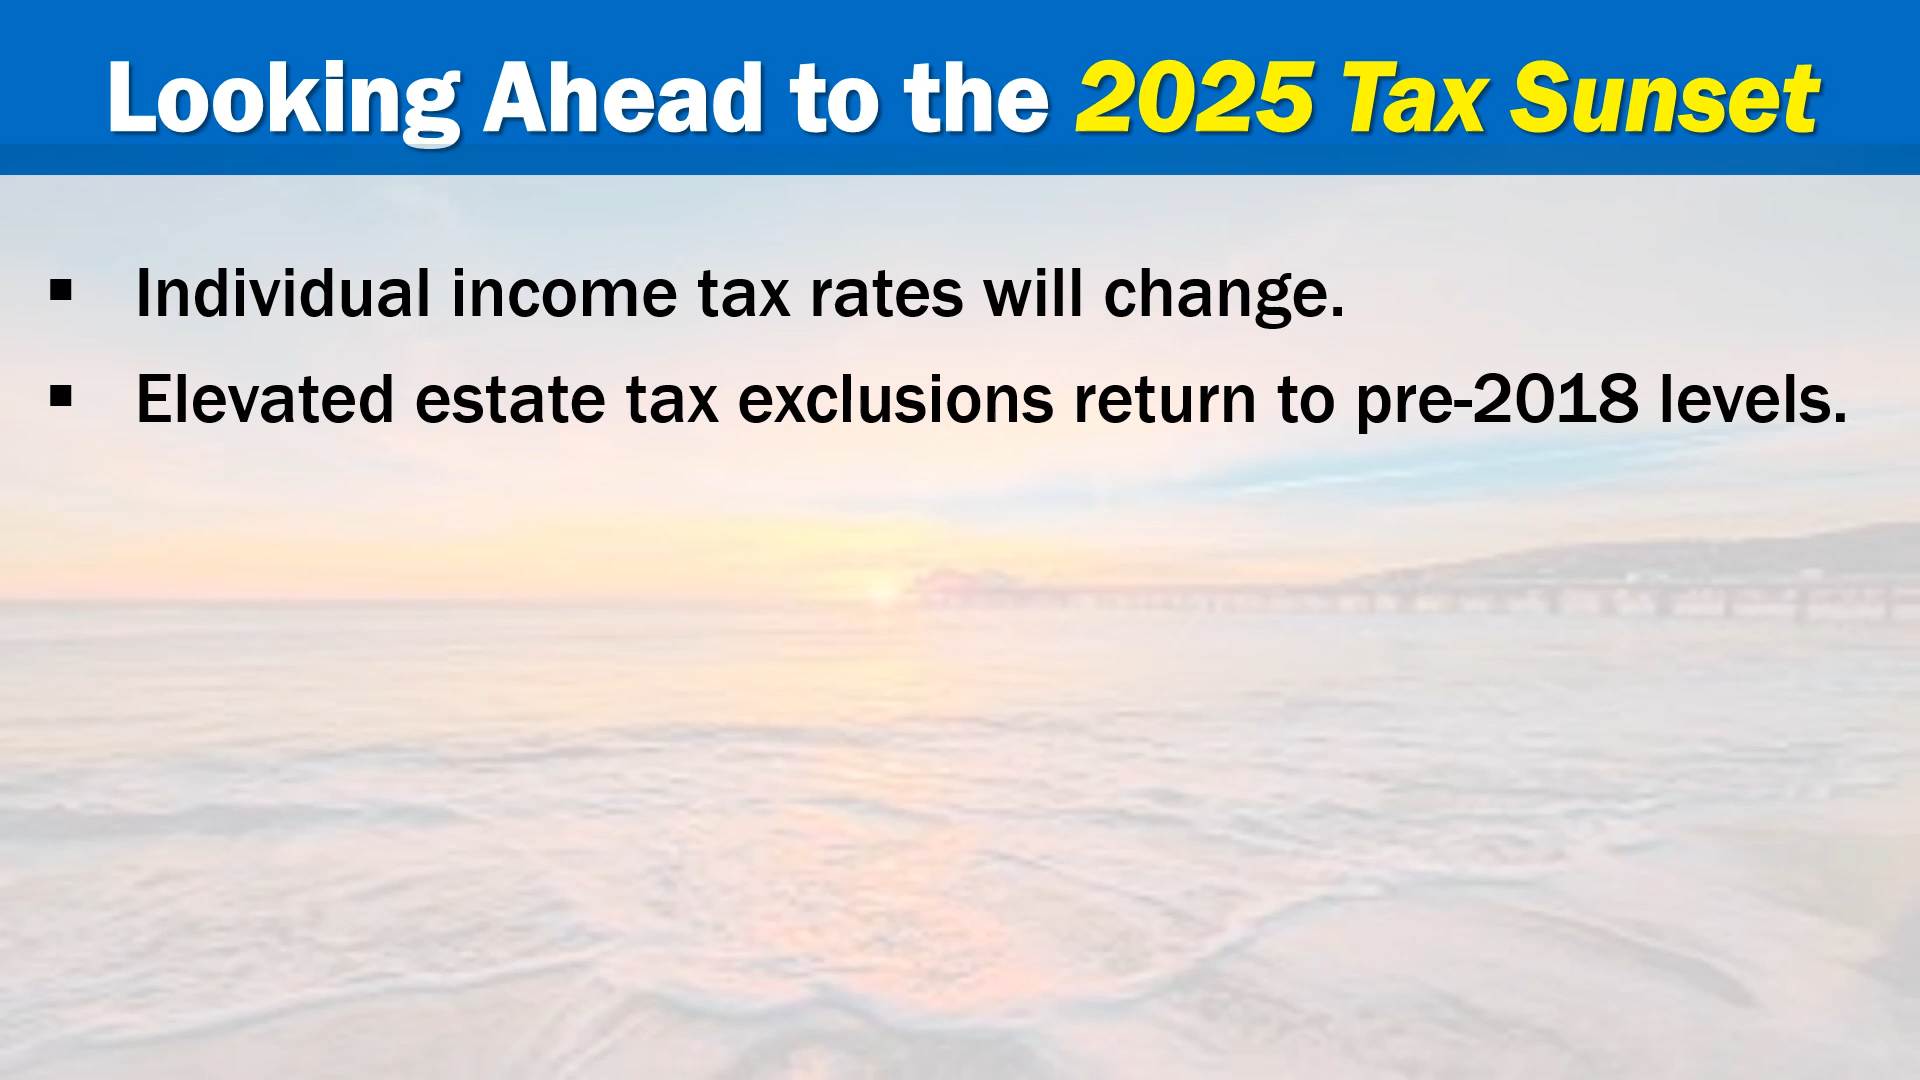 Looking Ahead to the 2025 Tax Sunset
▪ Individual income tax rates will change.
▪ Elevated estate tax exclusions return to pre-2018 levels.